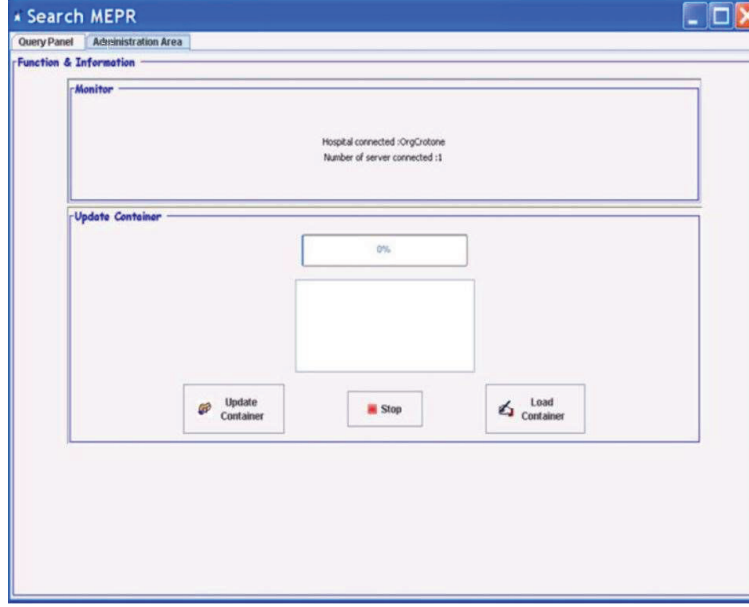 Search MEPR
Query Panel Administration Area
Function & Information
Monitor
Hospital connected :OrgCrotone
Number of server connected :1
Update Container
0%
Update
Container
Stop
Load
Container